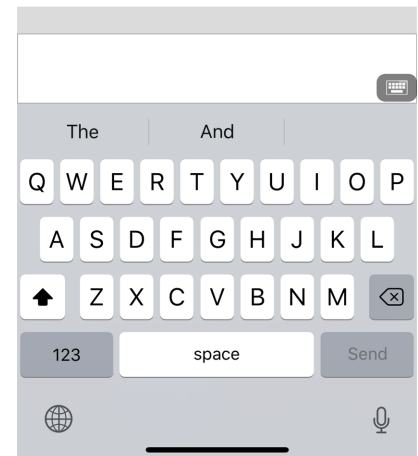 The And
Q W E R T Y U I O P
A S D F G H J K L
Z X C V B N M
123 space Send